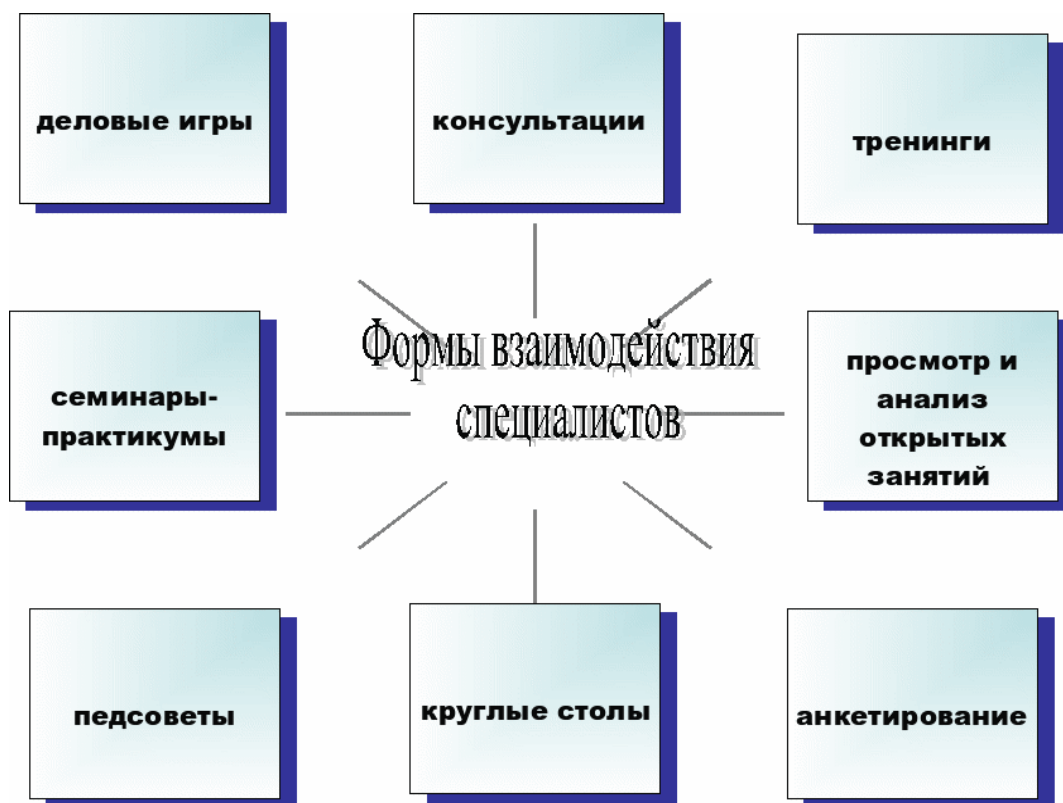 деловые игры
консультации
тренинги
Формы взаимодействия
специалистов
семинары-
практикумы
просмотр и
анализ
открытых
занятий
педсоветы
круглые столы
анкетирование